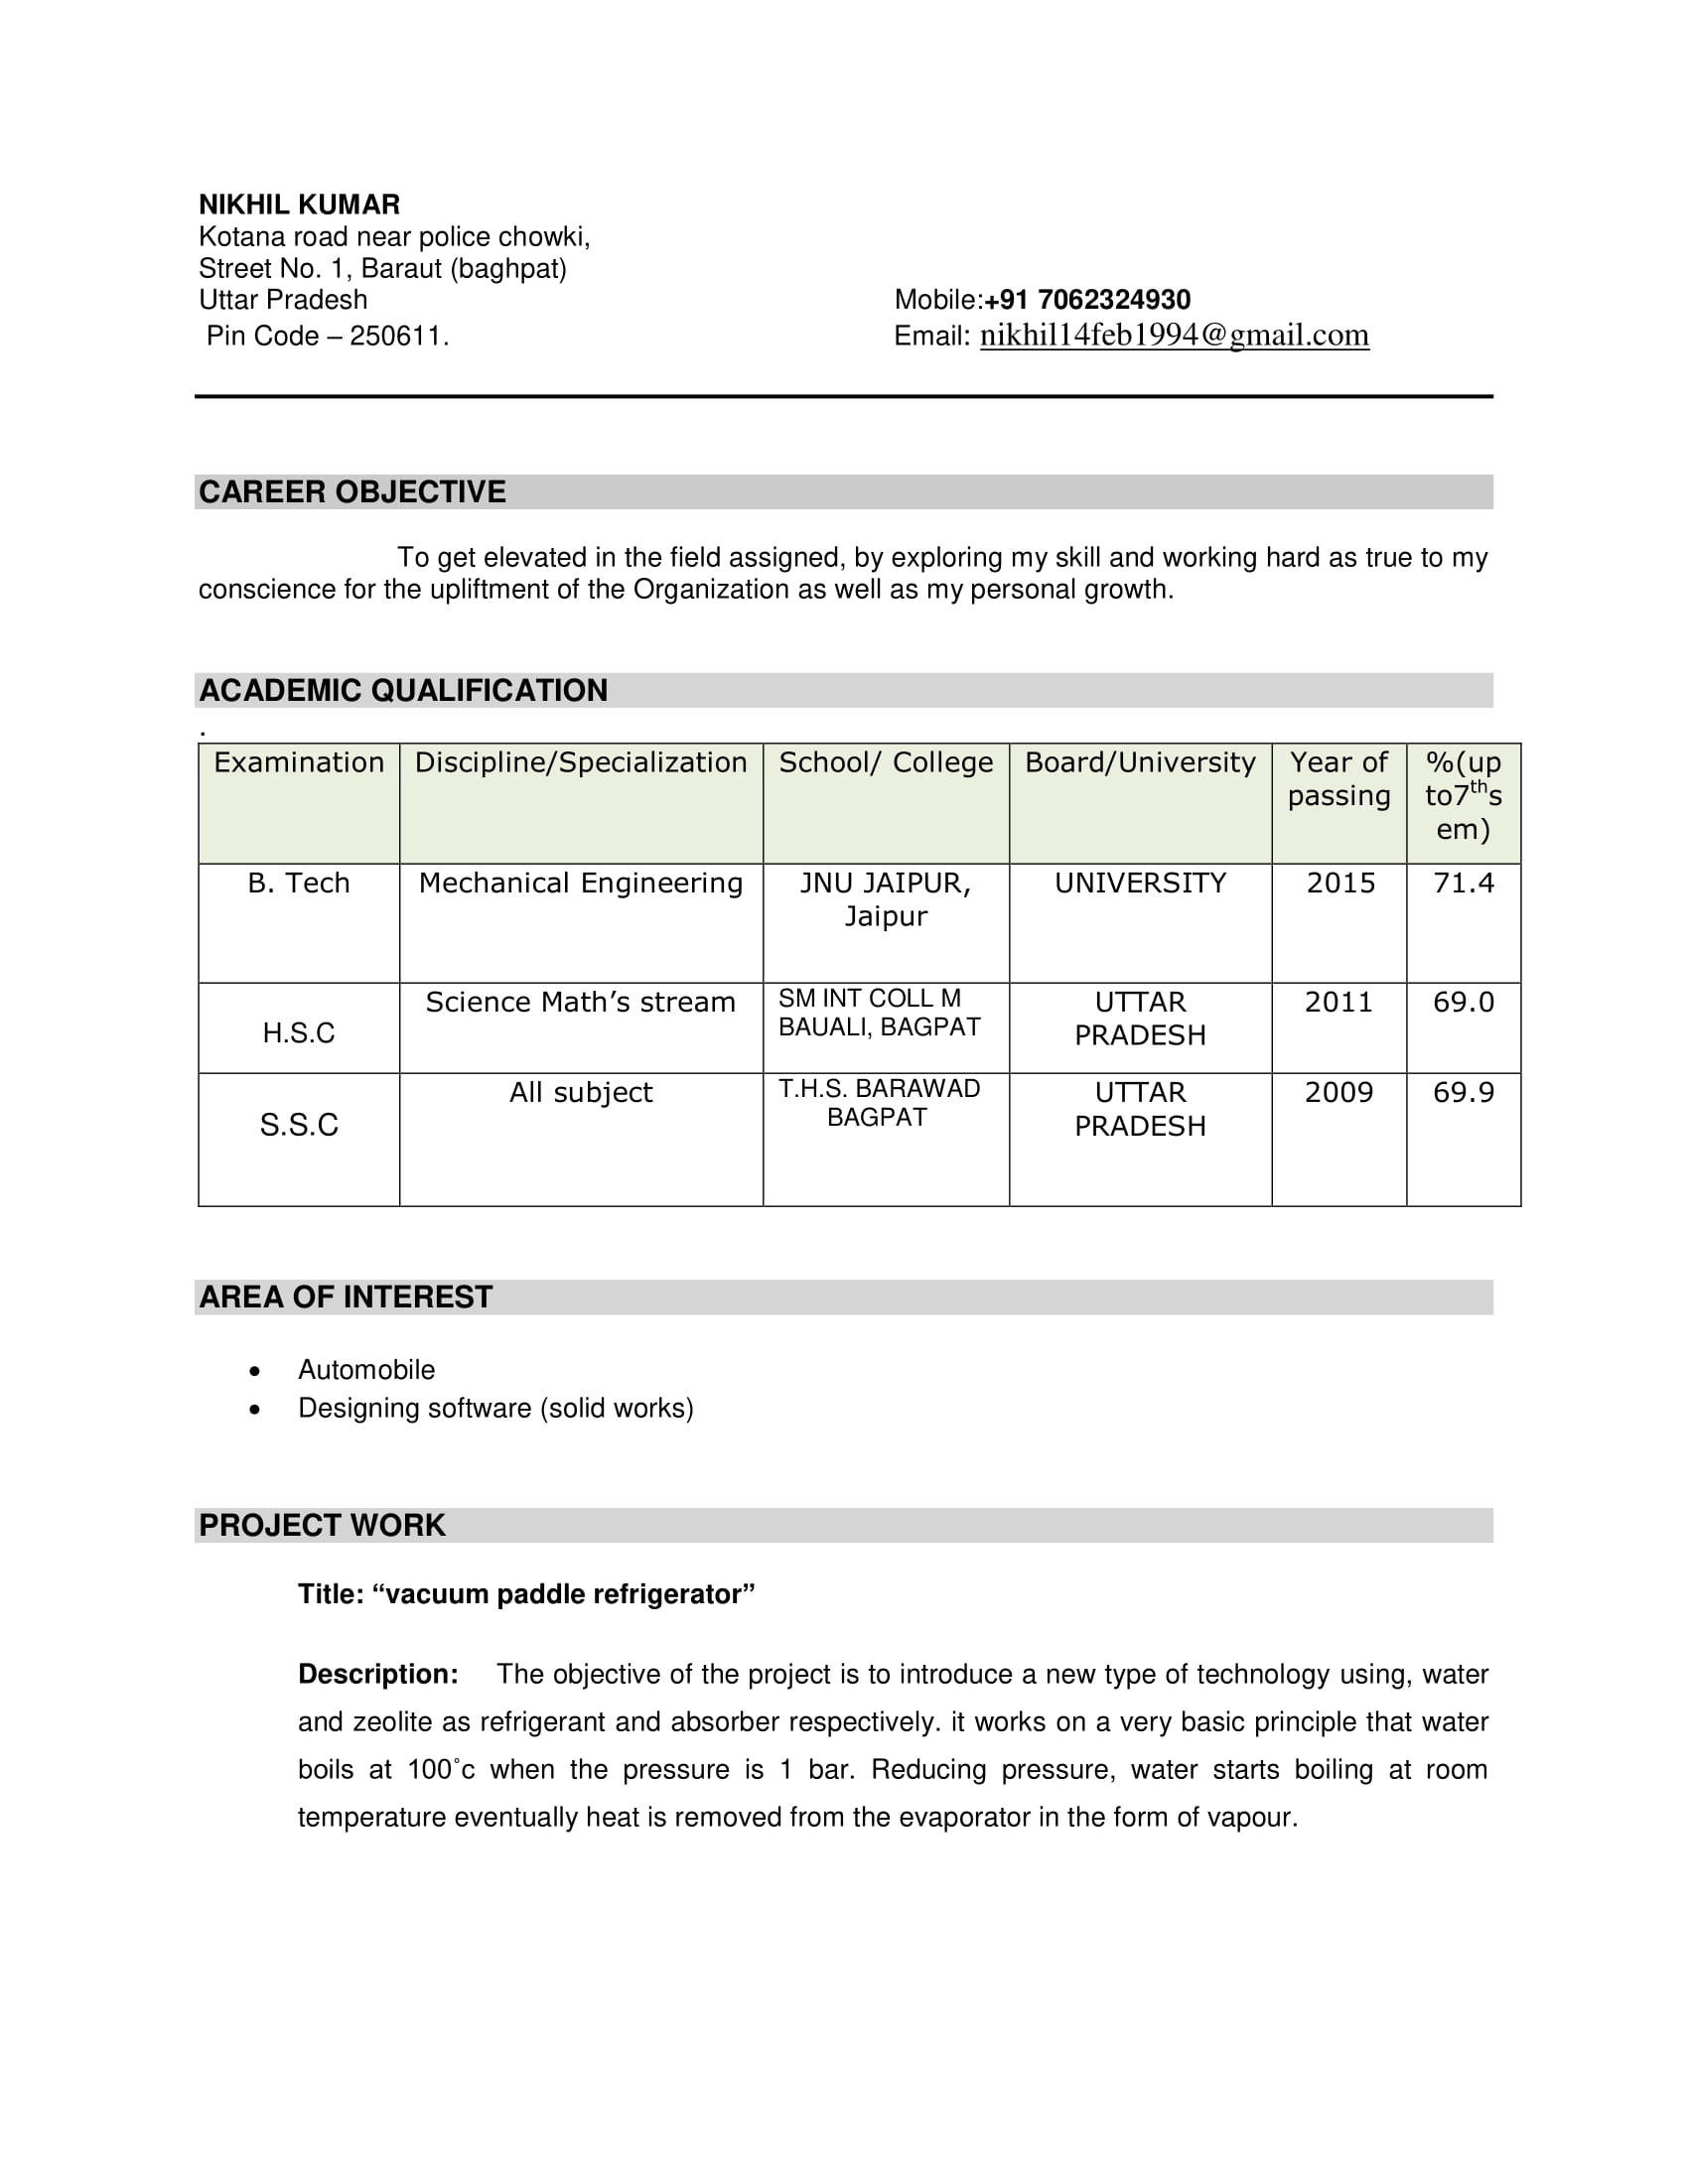 NIKHIL KUMAR
Kotana road near police chowki,
Street No. 1, Baraut (baghpat)
Uttar Pradesh Mobile:+91 7062324930
Pin Code – 250611. Email: nikhil14feb1994@gmail.com
CAREER OBJECTIVE
To get elevated in the field assigned, by exploring my skill and working hard as true to my
conscience for the upliftment of the Organization as well as my personal growth.
ACADEMIC QUALIFICATION
.
Examination Discipline/Specialization School/ College Board/University Year of %(up
passing to7ths
em)
B. Tech Mechanical Engineering JNU JAIPUR, UNIVERSITY 2015 71.4
Jaipur
Science Math’s stream SM INT COLL M UTTAR 2011 69.0
H.S.C BAUALI, BAGPAT PRADESH
All subject T.H.S. BARAWAD UTTAR 2009 69.9
S.S.C BAGPAT PRADESH
AREA OF INTEREST
• Automobile
• Designing software (solid works)
PROJECT WORK
Title: “vacuum paddle refrigerator”
Description: The objective of the project is to introduce a new type of technology using, water
and zeolite as refrigerant and absorber respectively. it works on a very basic principle that water
boils at 100˚c when the pressure is 1 bar. Reducing pressure, water starts boiling at room
temperature eventually heat is removed from the evaporator in the form of vapour.